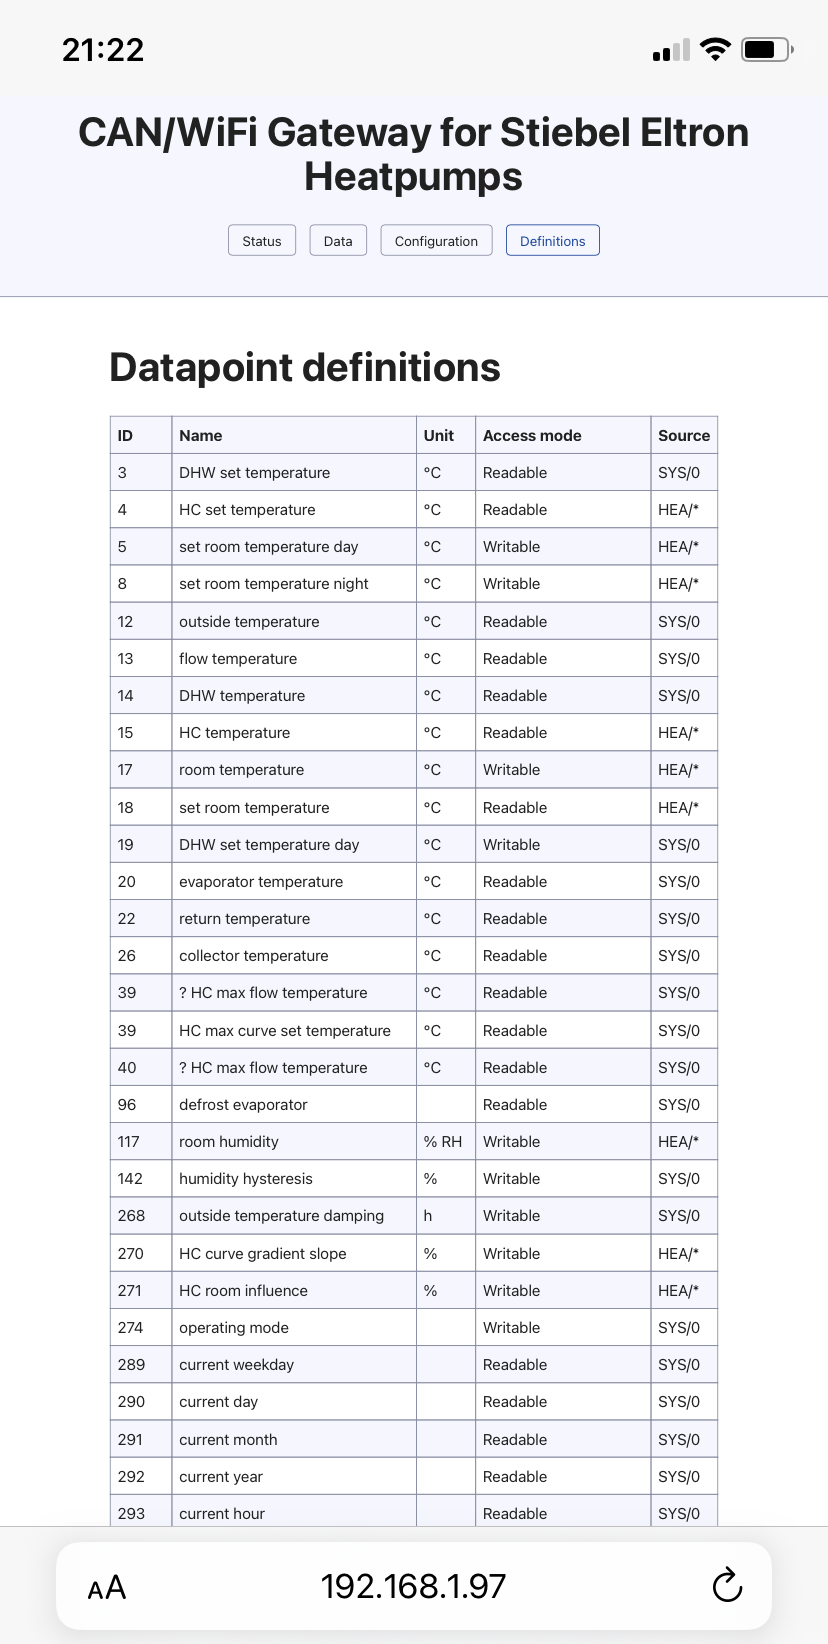 21:22
CAN/WiFi Gateway for Stiebel Eltron
Heatpumps
Status Data Configuration Definitions
Datapoint definitions
ID Name Unit Access mode Source
3 DHW set temperature °C Readable SYS/0
4 HC set temperature °C Readable HEA/*
5 set room temperature day °C Writable HEA/*
8 set room temperature night °C Writable HEA/*
12 outside temperature °C Readable SYS/0
13 flow temperature °C Readable SYS/0
14 DHW temperature °C Readable SYS/0
15 HC temperature °C Readable HEA/*
17 room temperature °C Writable HEA/*
18 set room temperature °C Readable HEA/*
19 DHW set temperature day °C Writable SYS/0
20 evaporator temperature °C Readable SYS/0
22 return temperature °C Readable SYS/0
26 collector temperature °C Readable SYS/0
39 ? HC max flow temperature °C Readable SYS/0
39 HC max curve set temperature °C Readable SYS/0
40 ? HC max flow temperature °C Readable SYS/0
96 defrost evaporator Readable SYS/0
117 room humidity % RH Writable HEA/*
142 humidity hysteresis % Writable SYS/0
268 outside temperature damping h Writable SYS/0
270 HC curve gradient slope % Writable HEA/*
271 HC room influence % Writable HEA/*
274 operating mode Writable SYS/0
289 current weekday Readable SYS/0
290 current day Readable SYS/0
291 current month Readable SYS/0
292 current year Readable SYS/0
293 current hour Readable SYS/0
AA 192.168.1.97